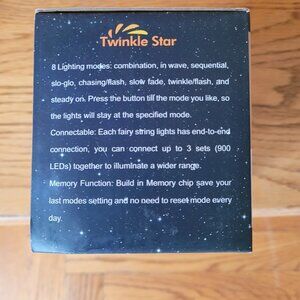 Twinkle Star
8 Lighting modes: combination, in wave, sequential,
slo-glo, chasing/flash, slow fade, twinkle/flash, and
steady on. Press the button till the mode you like, so
the lights will stay at the specified mode.
Connectable: Each fairy string lights has end-to-end
connection, you can connect up to 3 sets (900
LEDs) together to illuminate a wider range.
Memory Function: Build in Memory chip save your
last modes setting and no need to reset mode every
day.